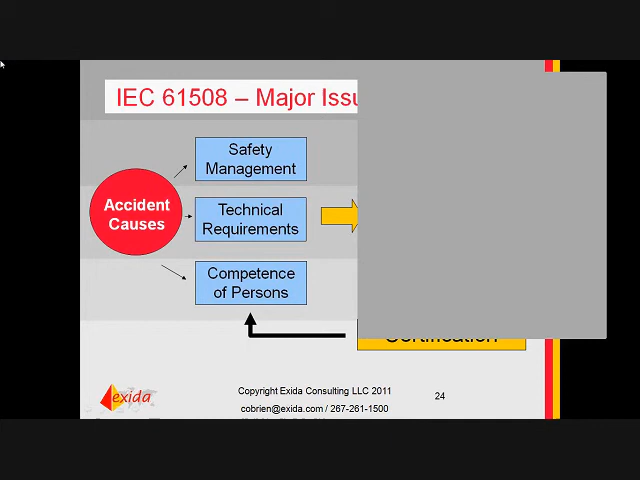 IEC 61508 – Major Issu
Safety
Management
Accident
Causes
Technical
Requirements
Competence
of Persons
Certification
exida
Copyright Exida Consulting LLC 2011
24
cobrien@exida.com / 267-261-1500